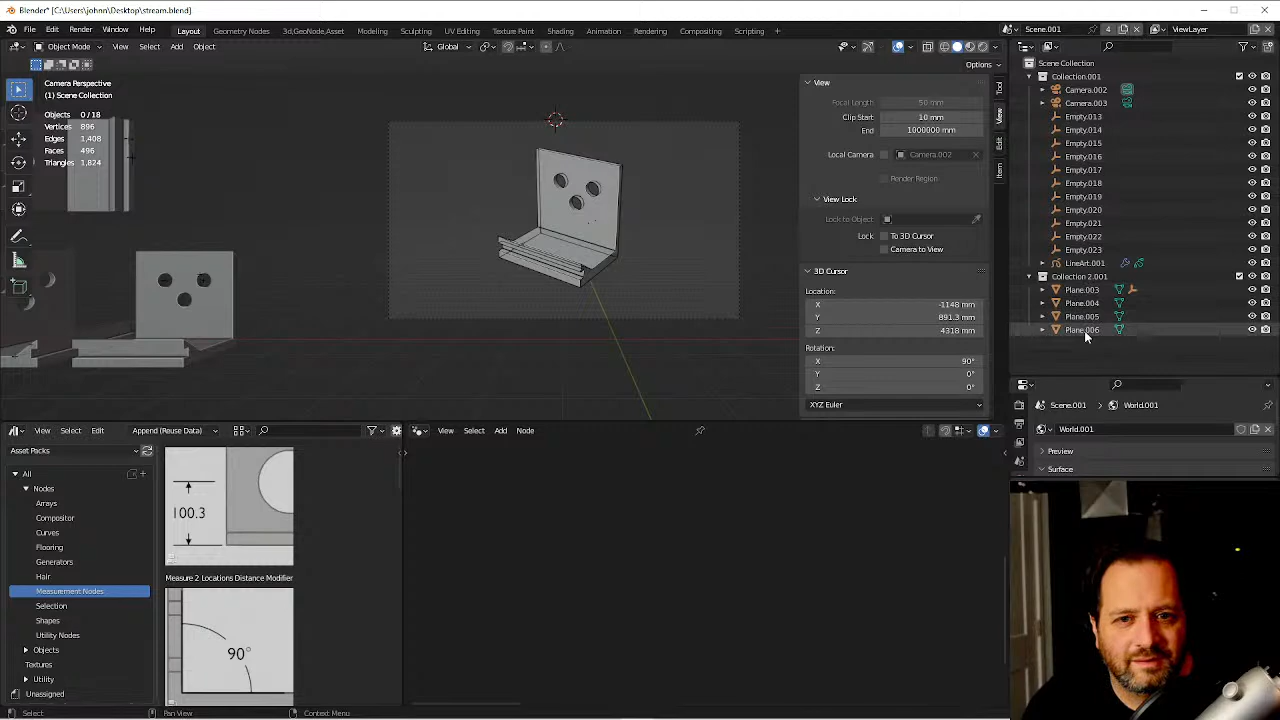 Blender* [C:\Users\johnn\Desktop\stream.blend]
File Edit Render Window Help Layout Geometry Nodes 3d,GeoNode,Asset Modeling Sculpting UV Editing Shading Animation Rendering Compositing Scripting Scene.001 4 ViewLayer
Object Mode View Select Add Object Global
Options
Camera Perspective
(1) Scene Collection
Objects 0/18
Vertices 896
Edges 1,408
Faces 496
Triangles 1,824
View
Focal Length 50 mm
Clip Start 10 mm
End 1000000 mm
Local Camera Camera.002
Render Region
View Lock
Lock to Object
Lock To 3D Cursor
Camera to View
3D Cursor
Location:
X -1148 mm
Y 891.3 mm
Z 4318 mm
Rotation:
X 90°
Y 0°
Z 0°
XYZ Euler
Tool
View
Edit
Item
Scene Collection
Collection.001
Camera.002
Camera.003
Empty.013
Empty.014
Empty.015
Empty.016
Empty.017
Empty.018
Empty.019
Empty.020
Empty.021
Empty.022
Empty.023
LineArt.001
Collection 2.001
Plane.003
Plane.004
Plane.005
Plane.006
Scene.001 World.001
World.001
Preview
Surface
View Select Edit Append (Reuse Data)
Asset Packs
All
Nodes
Arrays
Compositor
Curves
Flooring
Generators
Hair
Measurement Nodes
Selection
Shapes
Utility Nodes
Objects
Textures
Utility
Unassigned
100.3
Measure 2 Locations Distance Modifier
90°
View Select Add Node
Select Pan View Context Menu